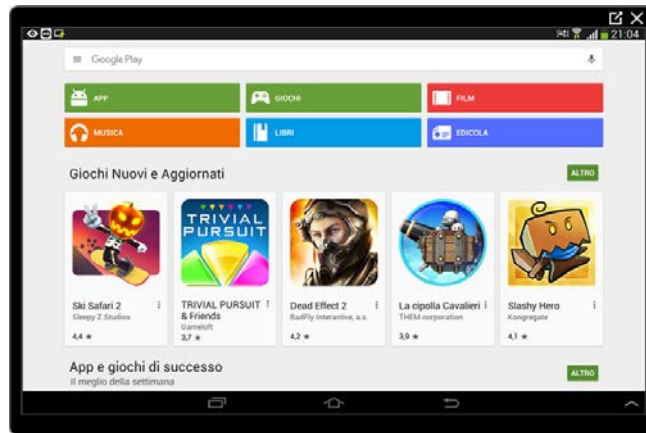 21:04
Google Play
APP
GIOCHI
FILM
MUSICA
LIBRI
EDICOLA
Giochi Nuovi e Aggiornati
ALTRO
TRIVIAL
PURSUIT
Ski Safari 2
Sleepy Z Studios
4,4 ★
TRIVIAL PURSUIT
& Friends
Gameloft
3,7 ★
Dead Effect 2
BadFly Interactive, a.s.
4,2 ★
La cipolla Cavalieri
THEM corporation
3,9 ★
Slashy Hero
Kongregate
4,1 ★
App e giochi di successo
Il meglio della settimana
ALTRO